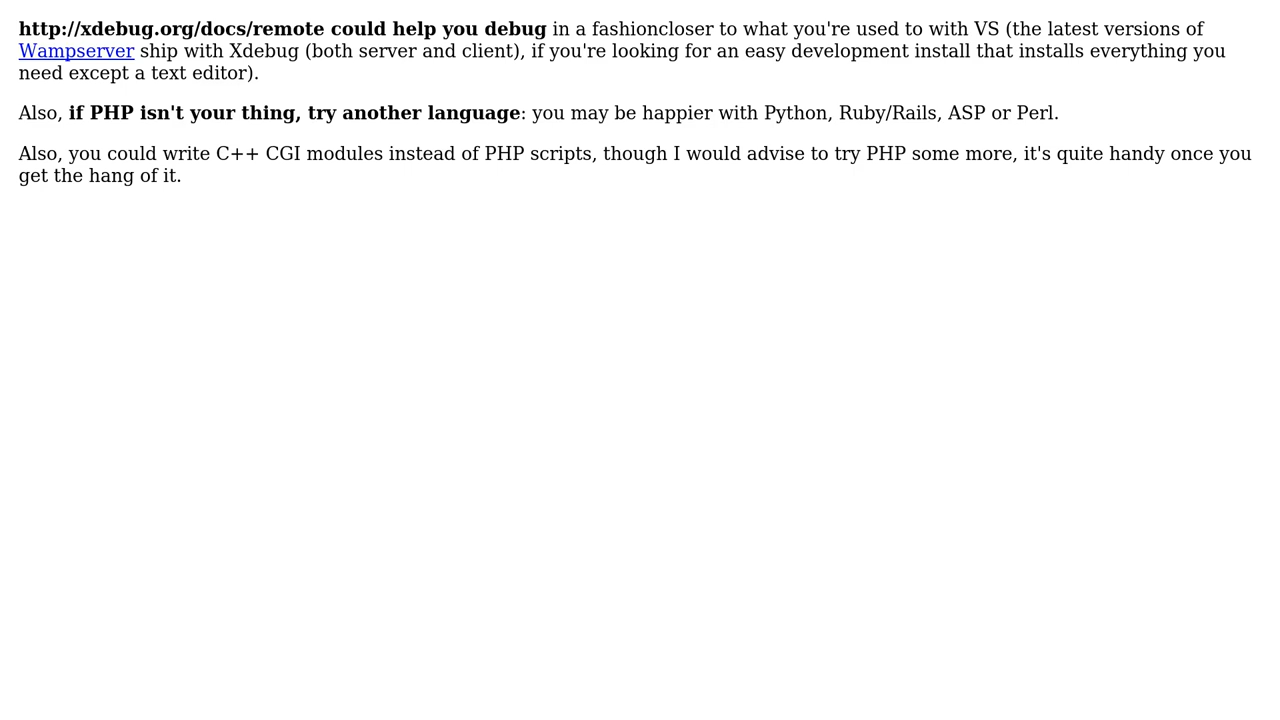 http://xdebug.org/docs/remote could help you debug in a fashioncloser to what you're used to with VS (the latest versions of
Wampserver ship with Xdebug (both server and client), if you're looking for an easy development install that installs everything you
need except a text editor).
Also, if PHP isn't your thing, try another language: you may be happier with Python, Ruby/Rails, ASP or Perl.
Also, you could write C++ CGI modules instead of PHP scripts, though I would advise to try PHP some more, it's quite handy once you
get the hang of it.